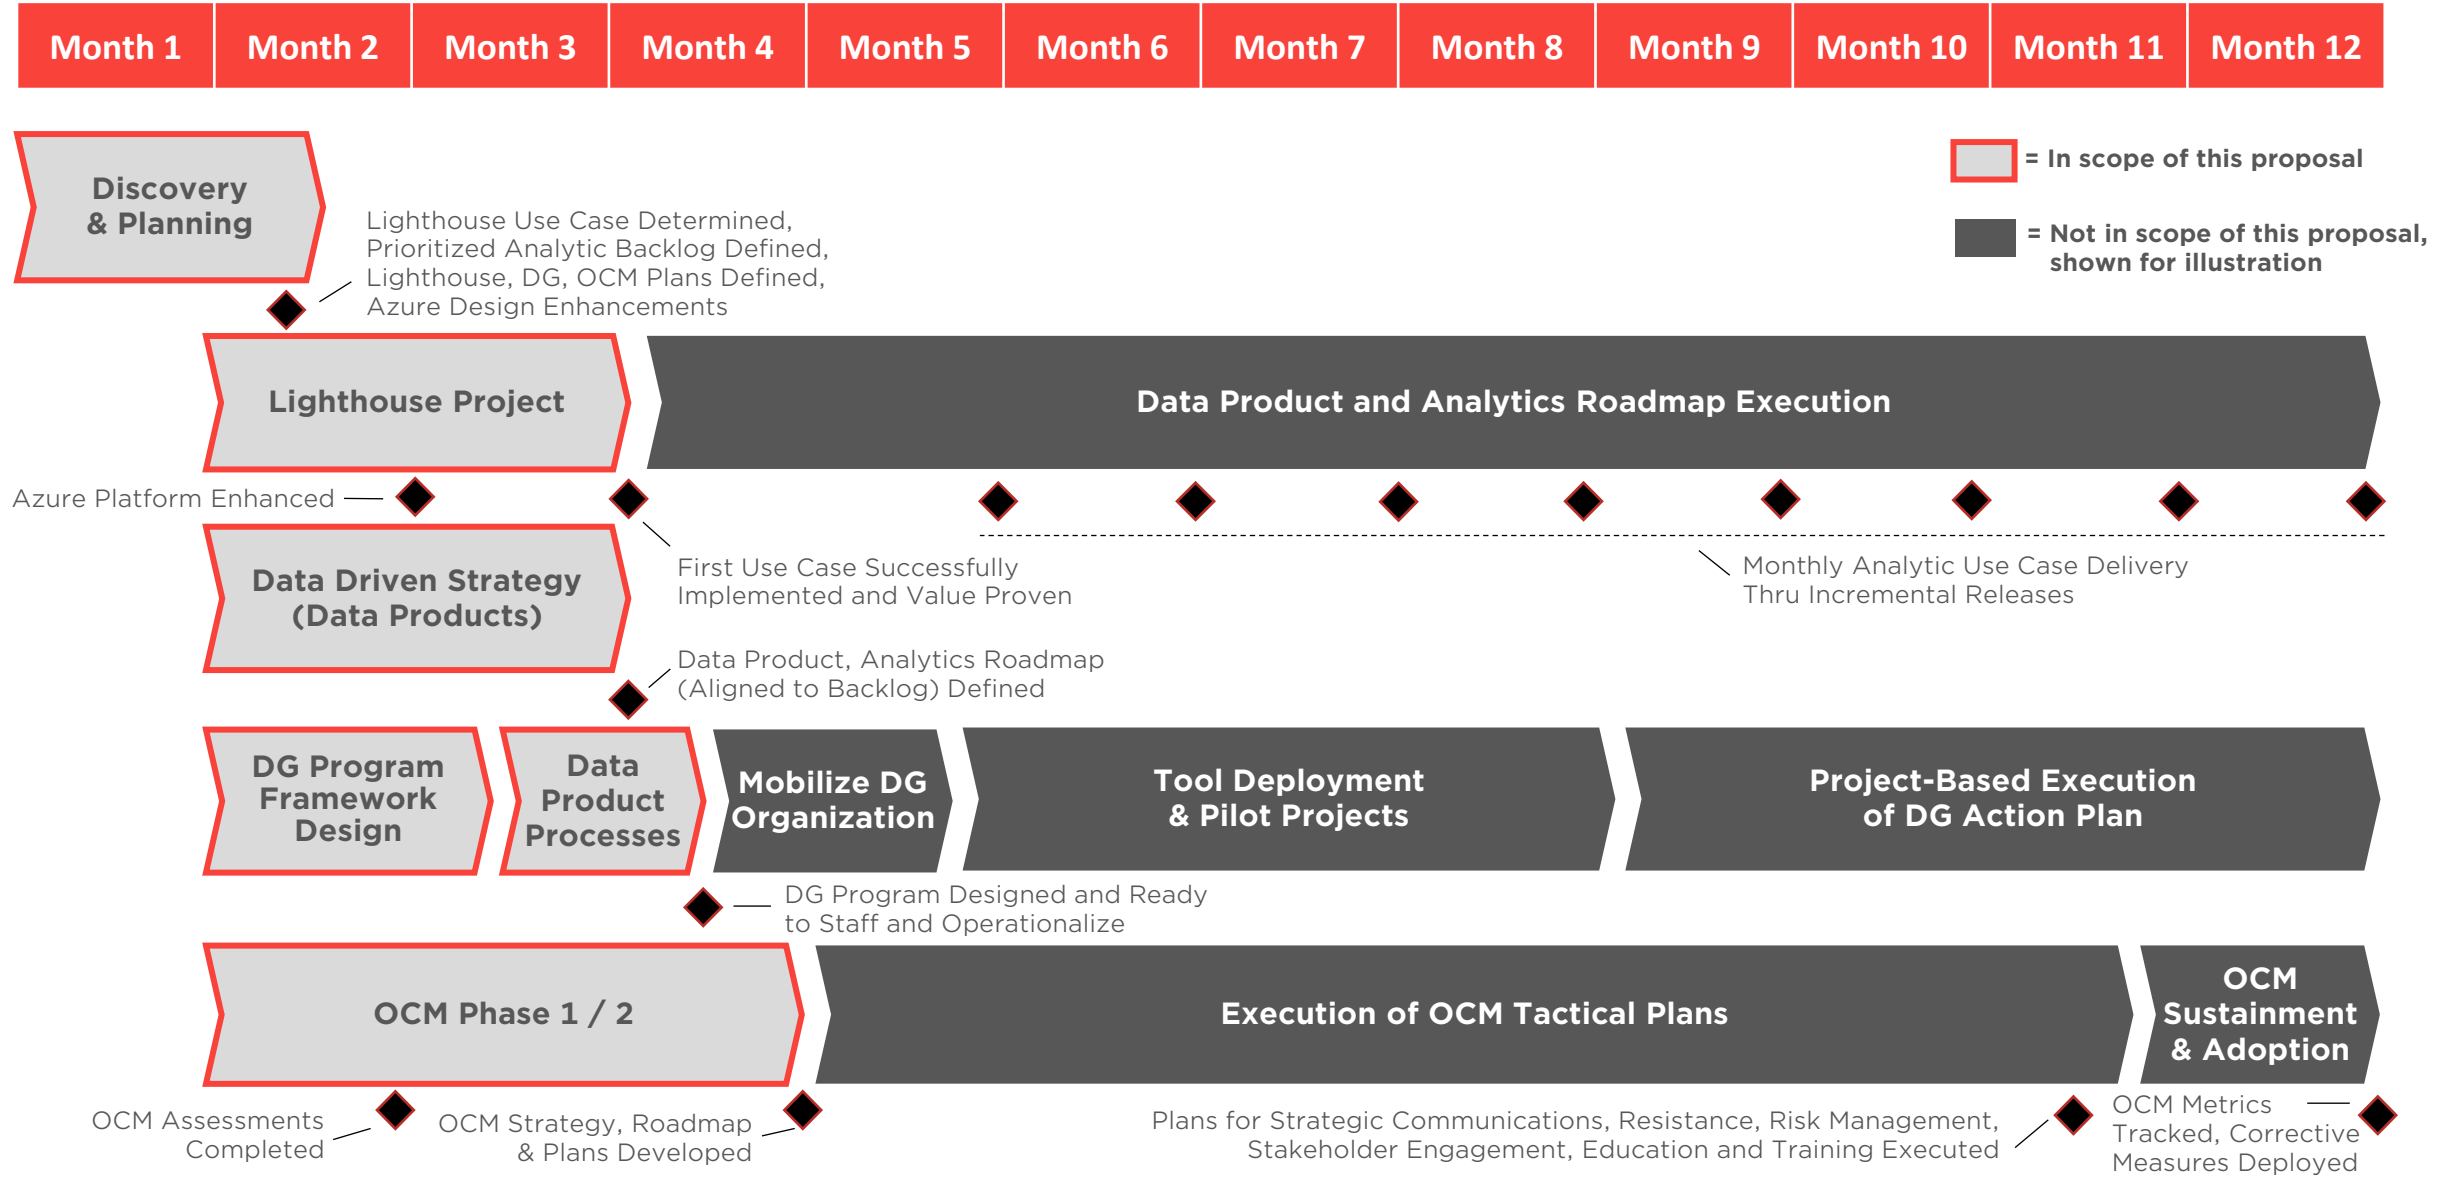 Month 1
Month 2
Month 3
Month 4
Month 5
Month 6
Month 7
Month 8
Month 9
Month 10
Month 11
Month 12
Discovery
& Planning
= In scope of this proposal
= Not in scope of this proposal,
shown for illustration
Lighthouse Use Case Determined,
Prioritized Analytic Backlog Defined,
Lighthouse, DG, OCM Plans Defined,
Azure Design Enhancements
Lighthouse Project
Data Product and Analytics Roadmap Execution
Azure Platform Enhanced
First Use Case Successfully
Implemented and Value Proven
Monthly Analytic Use Case Delivery
Thru Incremental Releases
Data Driven Strategy
(Data Products)
Data Product, Analytics Roadmap
(Aligned to Backlog) Defined
DG Program
Framework
Design
Data
Product
Processes
Mobilize DG
Organization
Tool Deployment
& Pilot Projects
Project-Based Execution
of DG Action Plan
DG Program Designed and Ready
to Staff and Operationalize
OCM Phase 1 / 2
Execution of OCM Tactical Plans
OCM
Sustainment
& Adoption
OCM Assessments
Completed
OCM Strategy, Roadmap
& Plans Developed
Plans for Strategic Communications, Resistance, Risk Management,
Stakeholder Engagement, Education and Training Executed
OCM Metrics
Tracked, Corrective
Measures Deployed